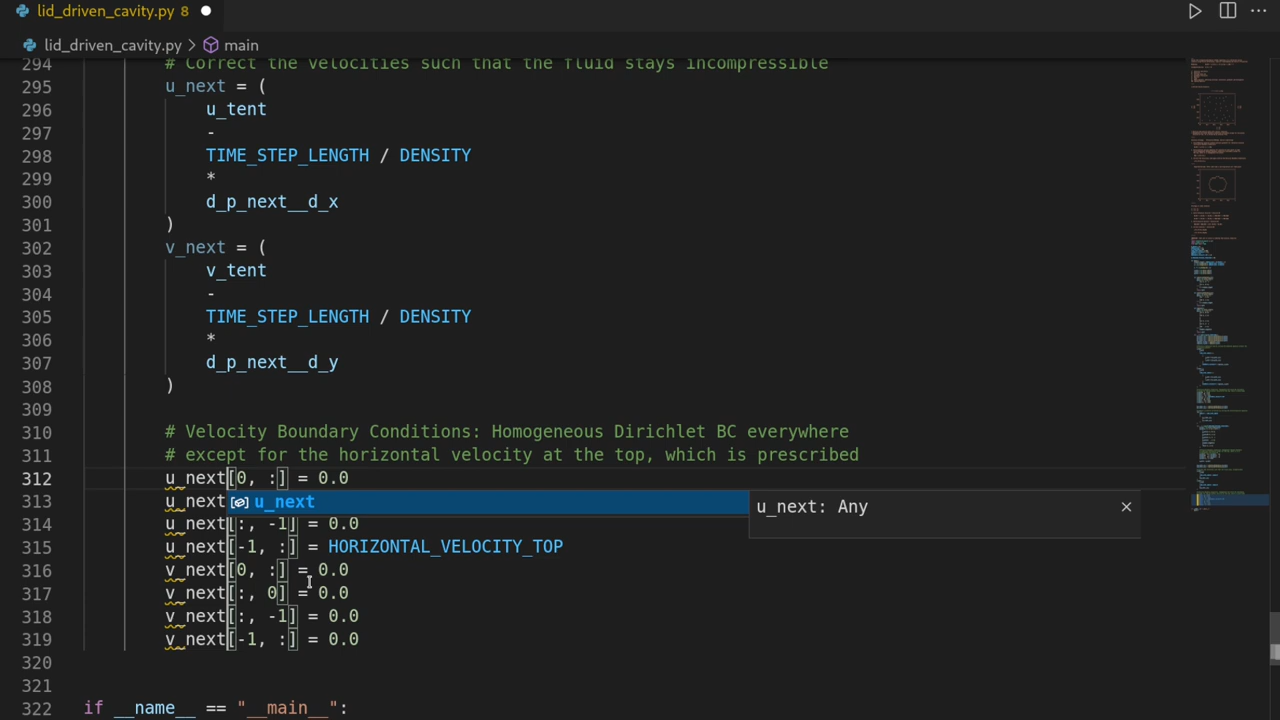 lid_driven_cavity.py 8
lid_driven_cavity.py > main
294 # Correct the velocities such that the fluid stays incompressible
295 u_next = (
296 u_tent
297 -
298 TIME_STEP_LENGTH / DENSITY
299 *
300 d_p_next__d_x
301 )
302 v_next = (
303 v_tent
304 -
305 TIME_STEP_LENGTH / DENSITY
306 *
307 d_p_next__d_y
308 )
309
310 # Velocity Boundary Conditions: Homogeneous Dirichlet BC everywhere
311 # except for the horizontal velocity at the top, which is prescribed
312 u_next[0, :] = 0.0
313 u_next
u_next
u_next: Any
314 u_next[:, -1] = 0.0
315 u_next[-1, :] = HORIZONTAL_VELOCITY_TOP
316 v_next[0, :] = 0.0
317 v_next[:, 0] = 0.0
318 v_next[:, -1] = 0.0
319 v_next[-1, :] = 0.0
320
321
322 if __name__ == "__main__":